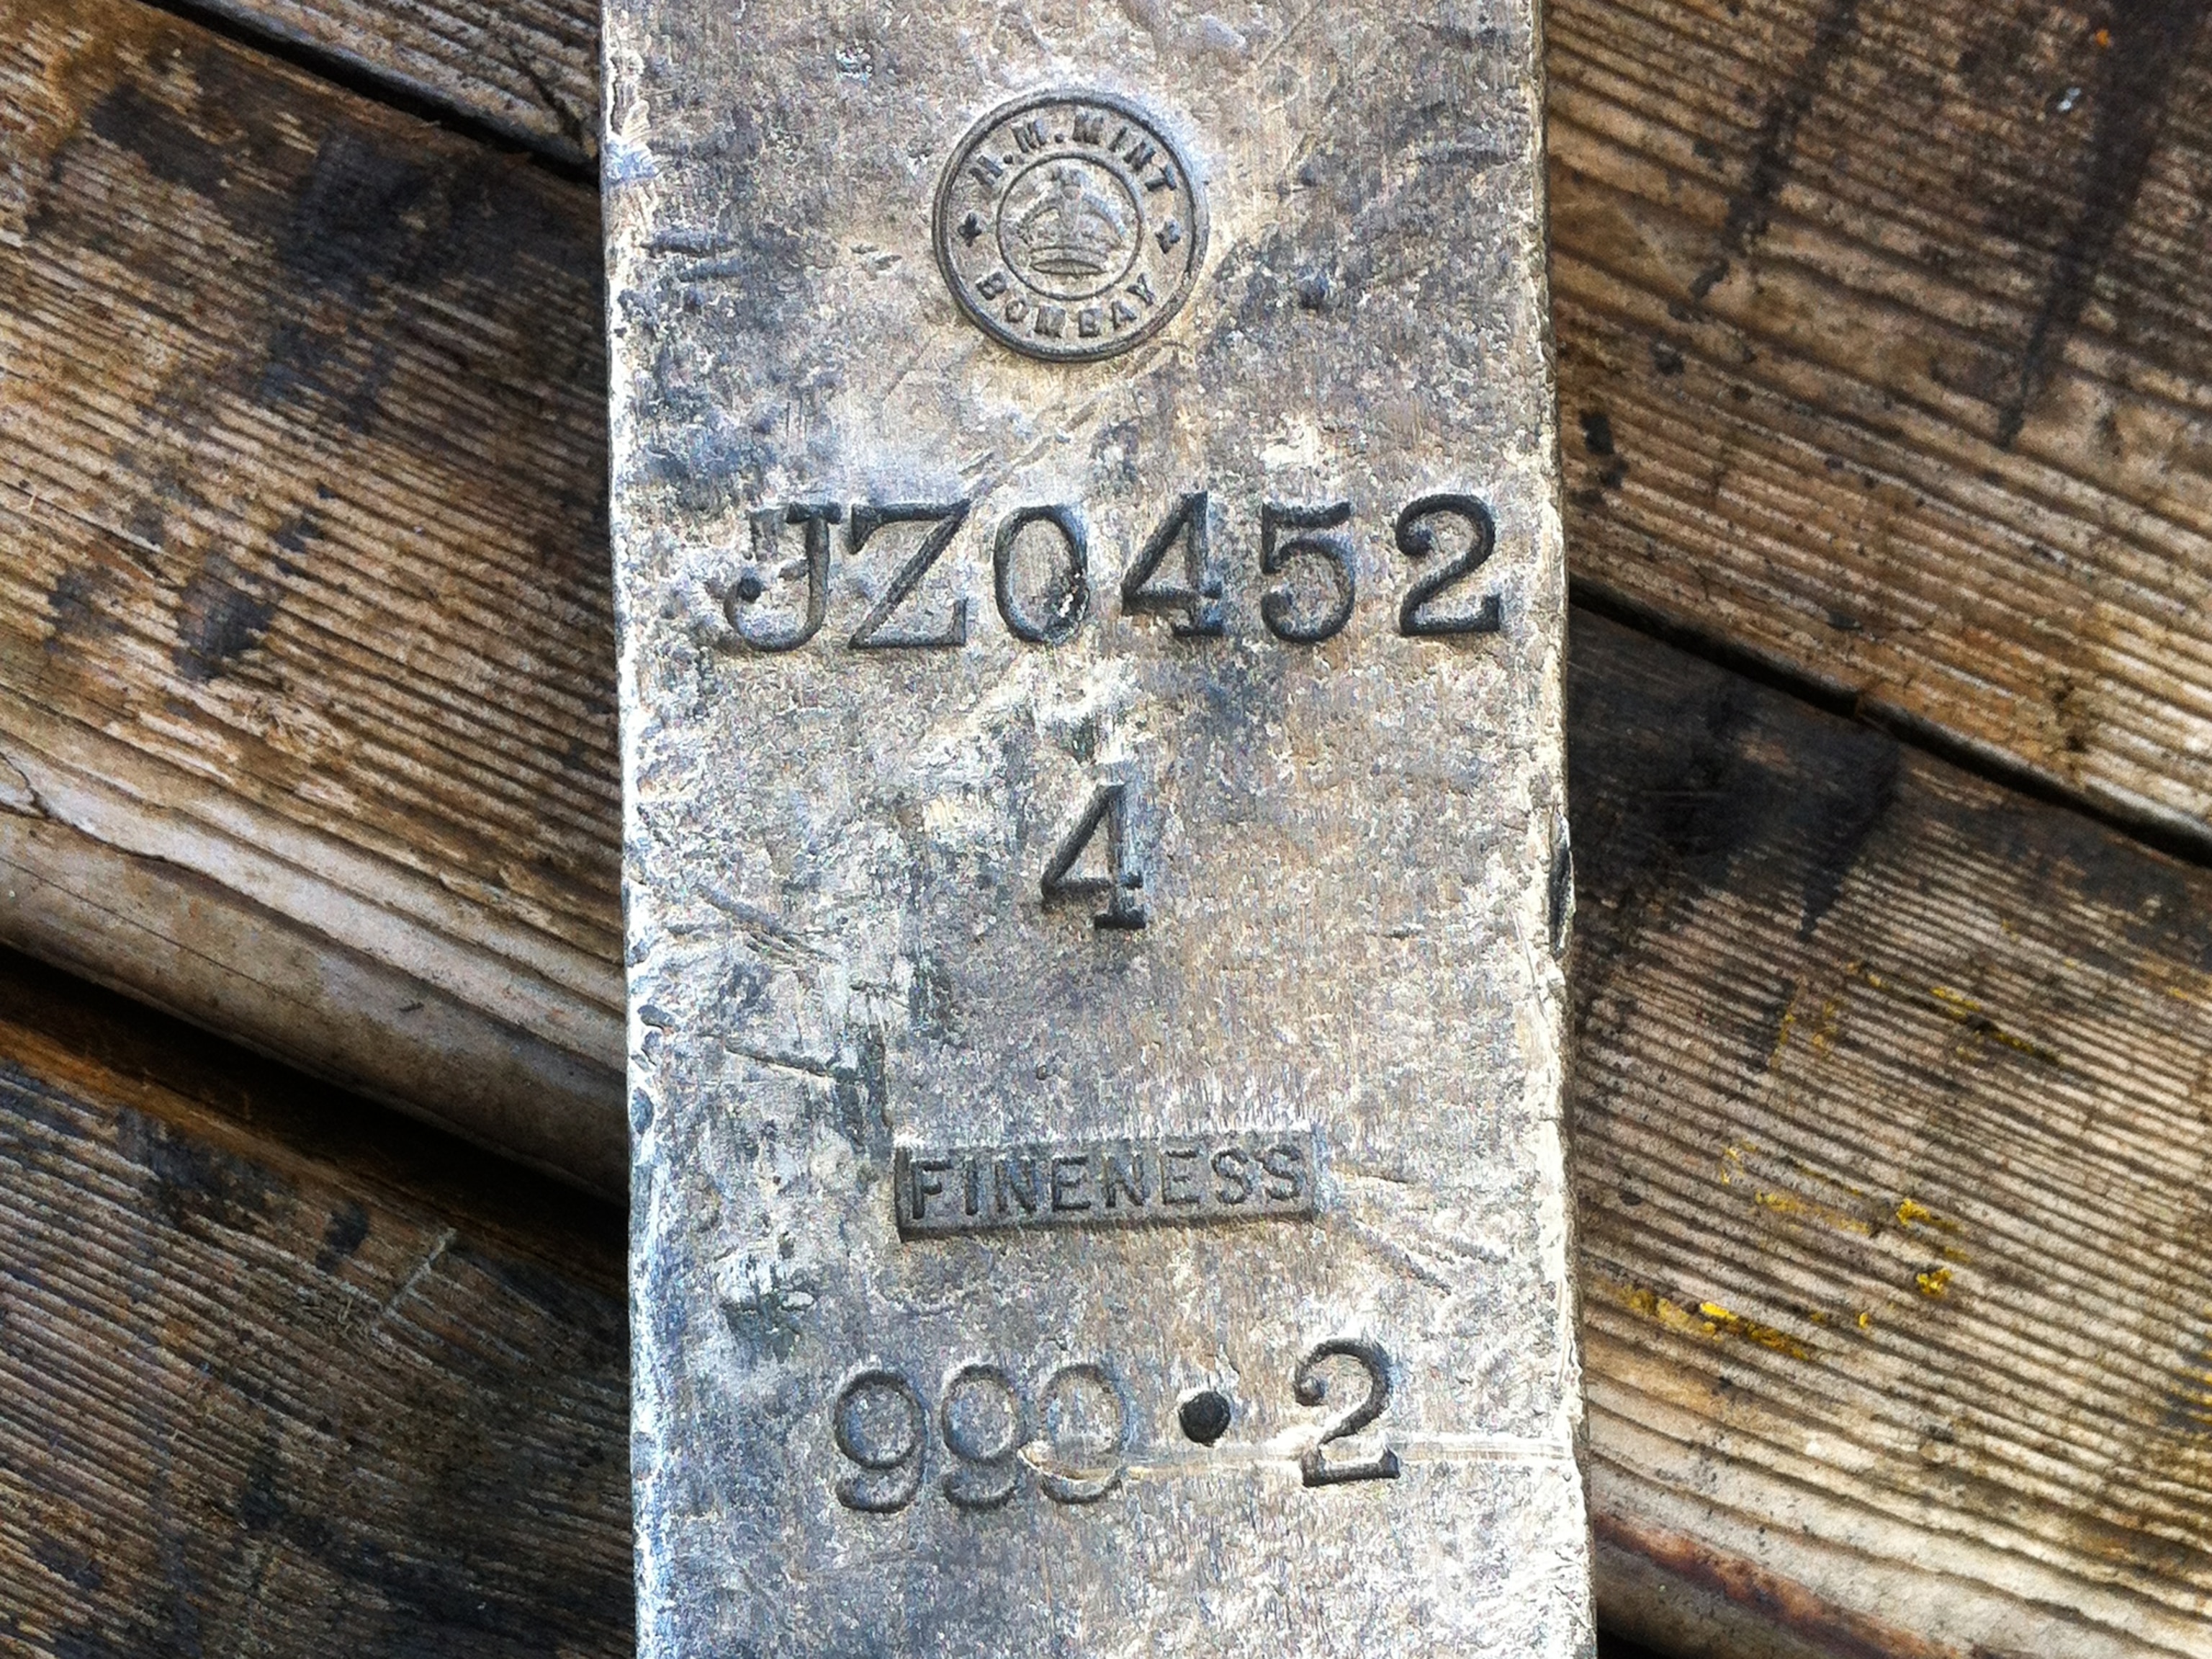 H.M.MINT
BOMBAY
JZ0452
4
FINENESS
999.2